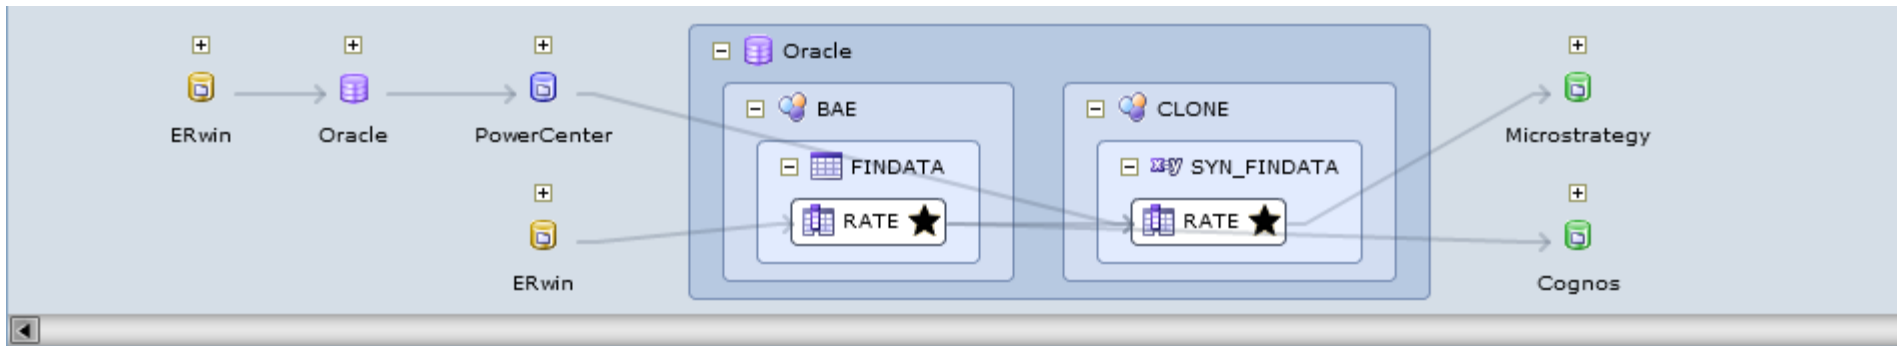 Oracle
BAE
CLONE
ERwin
Oracle
PowerCenter
Microstrategy
FINDATA
x=y SYN_FINDATA
RATE
RATE
ERwin
Cognos